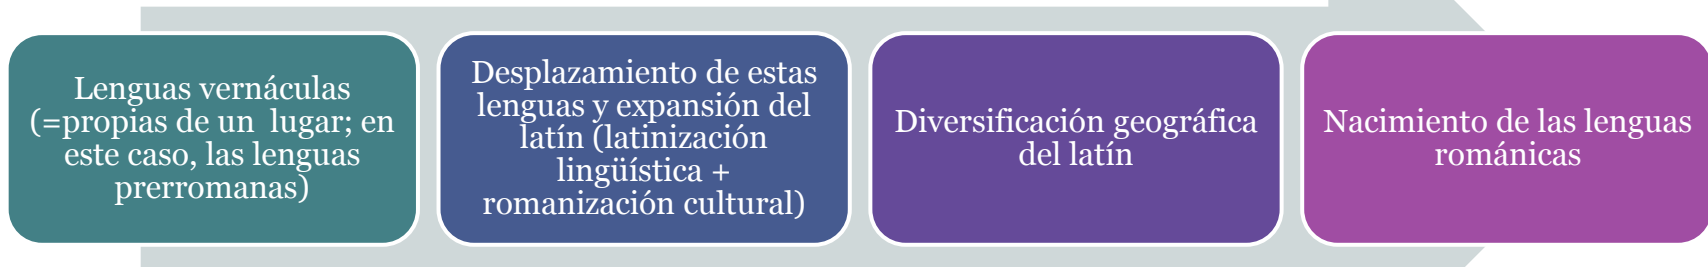 Lenguas vernáculas
(=propias de un lugar; en
este caso, las lenguas
prerromanas)
Desplazamiento de estas
lenguas y expansión del
latín (latinización
lingüística +
romanización cultural)
Diversificación geográfica
del latín
Nacimiento de las lenguas
románicas